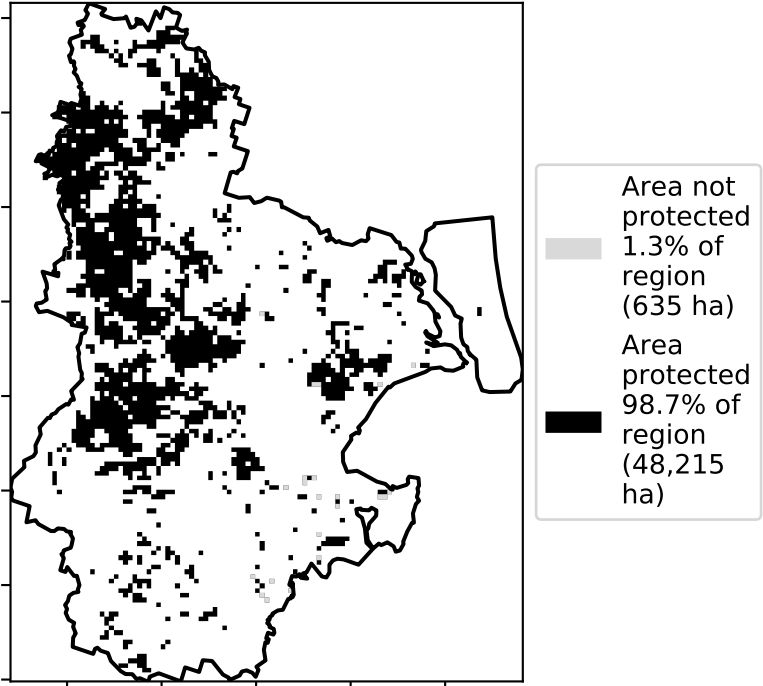 Area not
protected
1.3% of
region
(635 ha)
Area
protected
98.7% of
region
(48,215
ha)